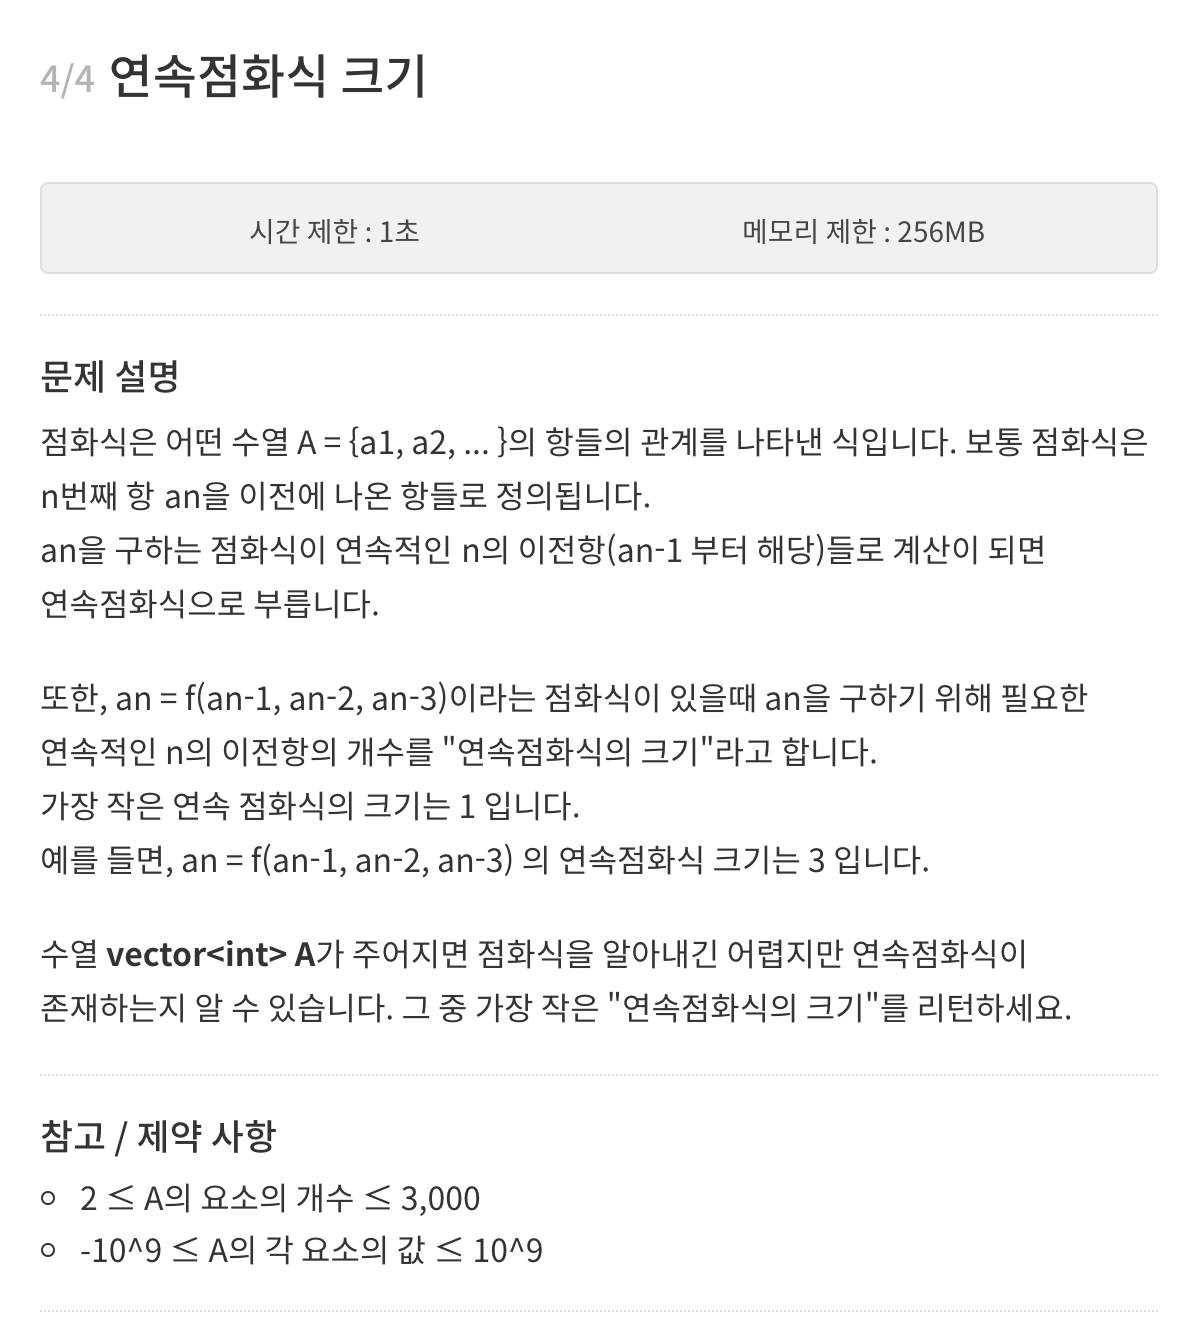 4/4 연속점화식 크기
시간 제한 : 1초
메모리 제한 : 256MB
문제 설명
점화식은 어떤 수열 A = {a1, a2, ... }의 항들의 관계를 나타낸 식입니다. 보통 점화식은
n번째 항 an을 이전에 나온 항들로 정의됩니다.
an을 구하는 점화식이 연속적인 n의 이전항(an-1 부터 해당)들로 계산이 되면
연속점화식으로 부릅니다.
또한, an = f(an-1, an-2, an-3)이라는 점화식이 있을때 an을 구하기 위해 필요한
연속적인 n의 이전항의 개수를 "연속점화식의 크기"라고 합니다.
가장 작은 연속 점화식의 크기는 1 입니다.
예를 들면, an = f(an-1, an-2, an-3) 의 연속점화식 크기는 3 입니다.
수열 vector<int> A가 주어지면 점화식을 알아내긴 어렵지만 연속점화식이
존재하는지 알 수 있습니다. 그 중 가장 작은 "연속점화식의 크기"를 리턴하세요.
참고 / 제약 사항
○ 2 ≤ A의 요소의 개수 ≤ 3,000
○ -10^9 ≤ A의 각 요소의 값 ≤ 10^9